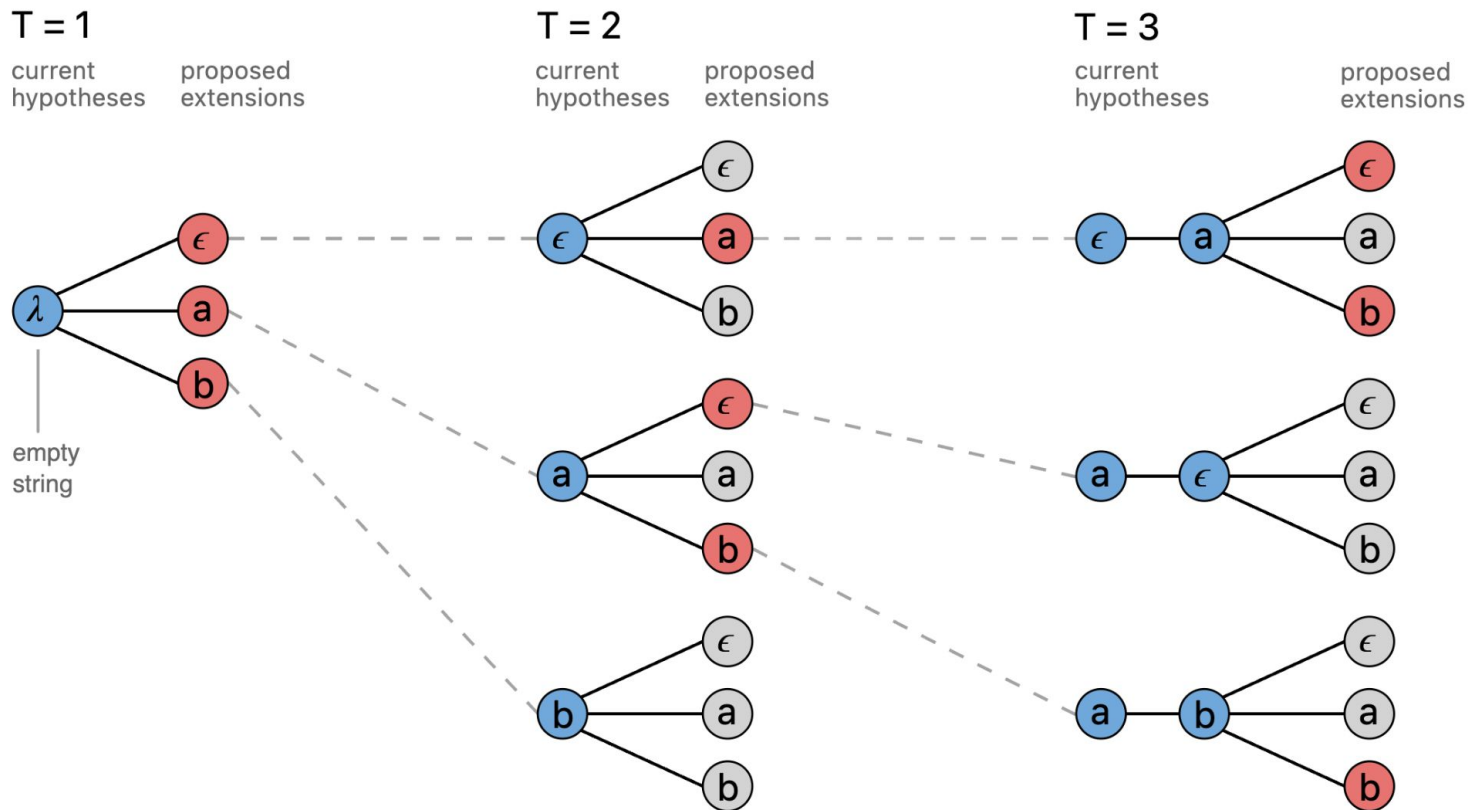 T = 1
current hypotheses
proposed extensions
λ
ϵ
a
b
empty string
T = 2
current hypotheses
proposed extensions
ϵ
ϵ
a
b
a
ϵ
a
b
b
ϵ
a
b
T = 3
current hypotheses
proposed extensions
ϵ
a
ϵ
a
b
a
ϵ
ϵ
a
b
a
b
ϵ
a
b